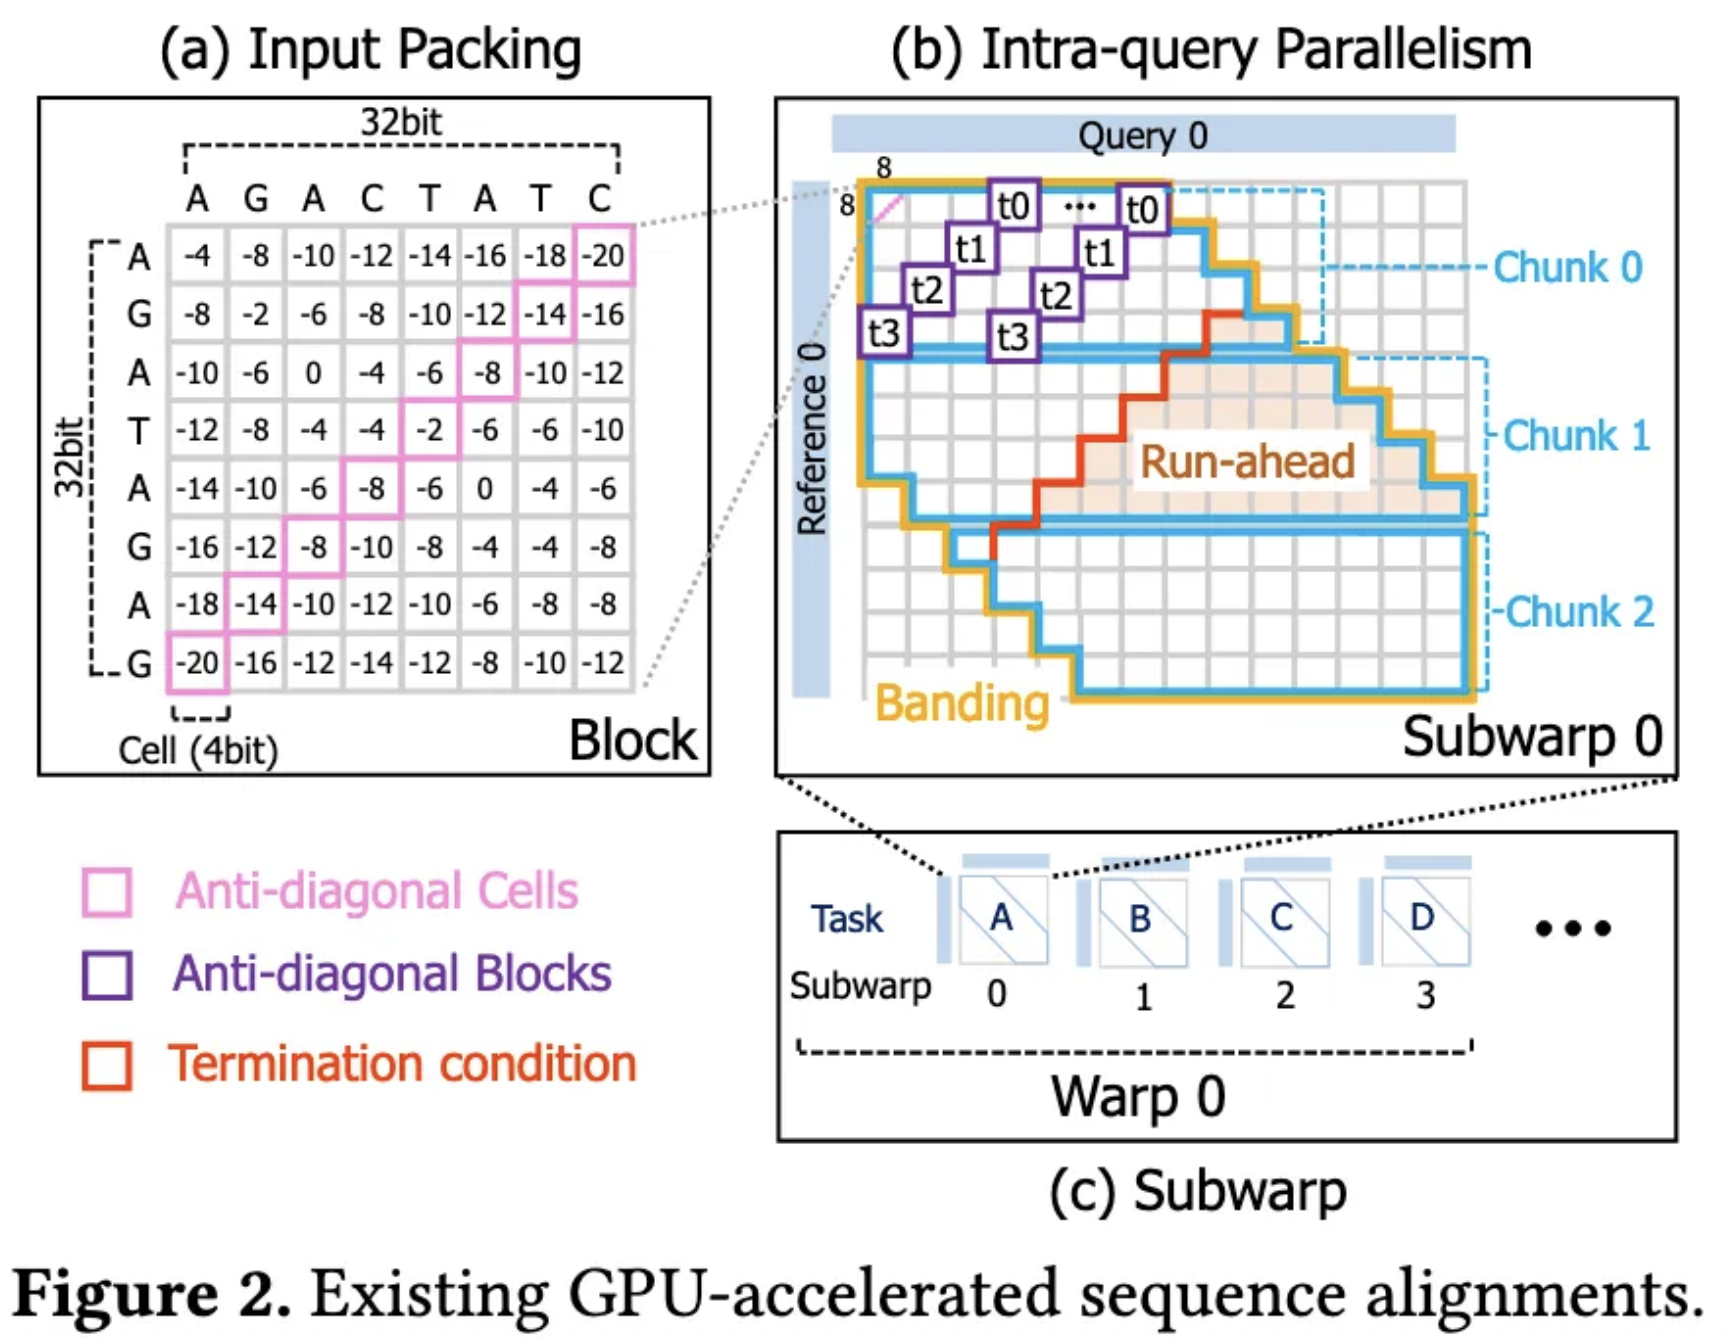 (a) Input Packing
32bit
A G A C T A T C
A -4 -8 -10 -12 -14 -16 -18 -20
G -8 -2 -6 -8 -10 -12 -14 -16
A -10 -6 0 -4 -6 -8 -10 -12
T -12 -8 -4 -4 -2 -6 -6 -10
A -14 -10 -6 -8 -6 0 -4 -6
G -16 -12 -8 -10 -8 -4 -4 -8
A -18 -14 -10 -12 -10 -6 -8 -8
G -20 -16 -12 -14 -12 -8 -10 -12
32bit
Cell (4bit)
Block
(b) Intra-query Parallelism
Query 0
8
8
Reference 0
t0 ... t0
t1 t1
t2 t2
t3 t3
Chunk 0
Run-ahead
Chunk 1
Chunk 2
Banding
Subwarp 0
Anti-diagonal Cells
Anti-diagonal Blocks
Termination condition
Task A B C D ...
Subwarp 0 1 2 3
Warp 0
(c) Subwarp
Figure 2. Existing GPU-accelerated sequence alignments.